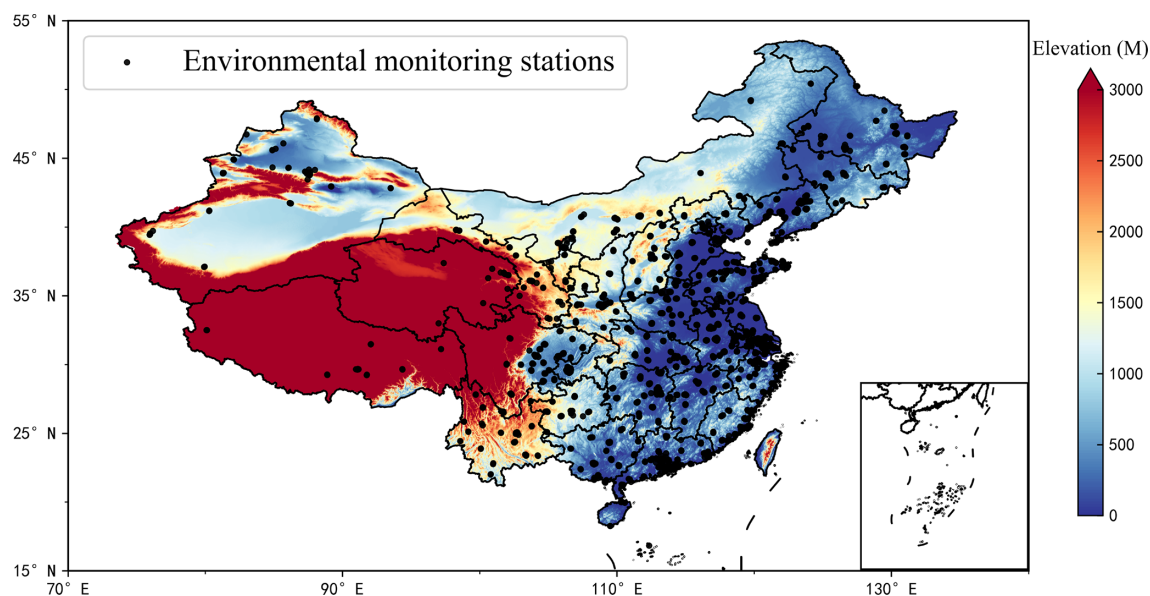 55° N
Environmental monitoring stations
Elevation (M)
3000
45° N
2500
2000
35° N
1500
1000
25° N
500
0
15° N
70° E
90° E
110° E
130° E